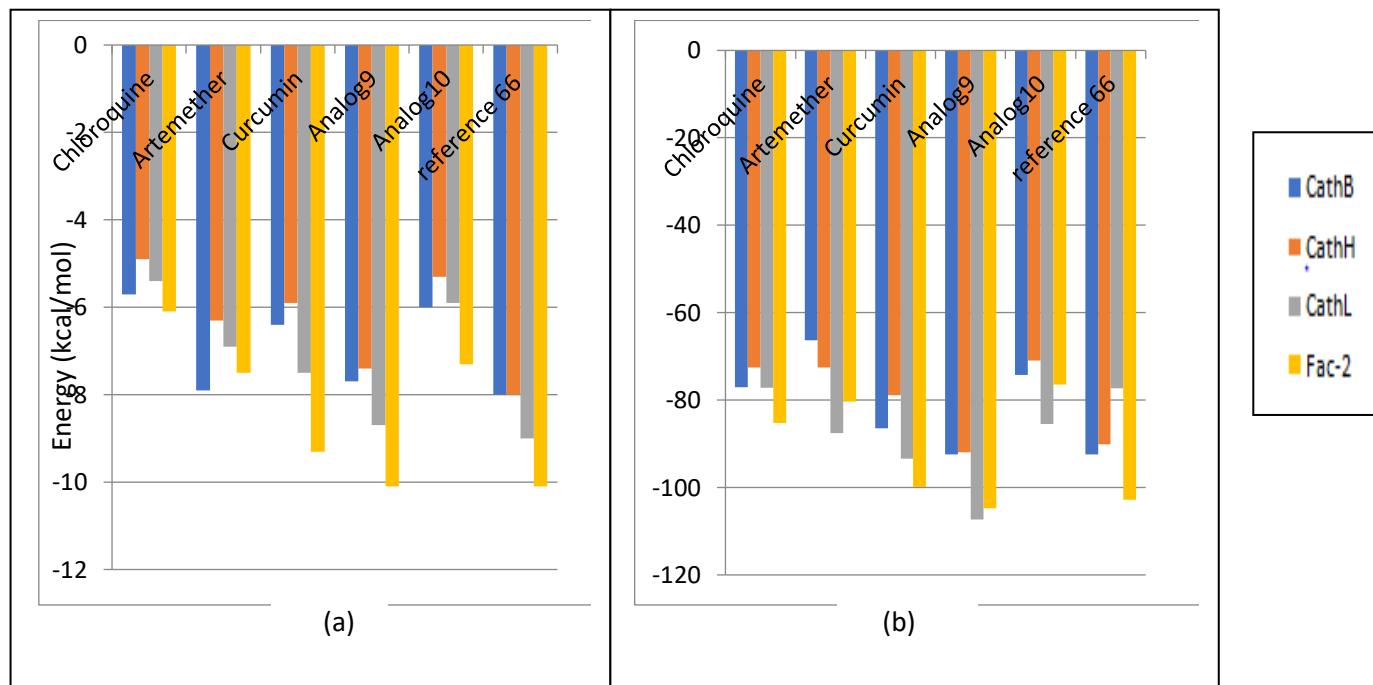 0
-2
-4
-6
-8
-10
-12
Energy (kcal/mol)
Chloroquine
Artemether
Curcumin
Analog9
Analog10
reference 66
(a)
0
-20
-40
-60
-80
-100
-120
Chloroquine
Artemether
Curcumin
Analog9
Analog10
reference 66
(b)
CathB
CathH
CathL
Fac-2